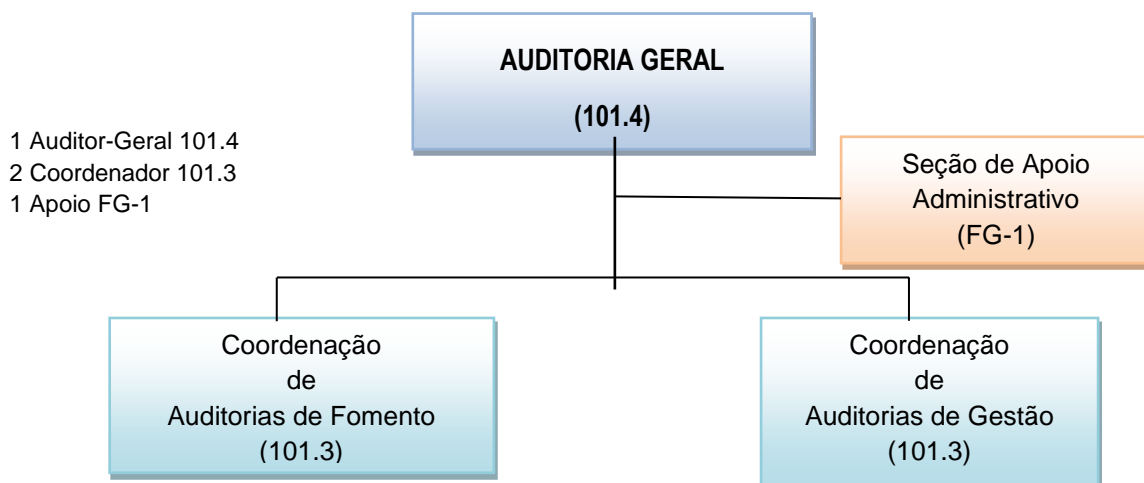 AUDITORIA GERAL
(101.4)
1 Auditor-Geral 101.4
2 Coordenador 101.3
1 Apoio FG-1
Seção de Apoio
Administrativo
(FG-1)
Coordenação
de
Auditorias de Fomento
(101.3)
Coordenação
de
Auditorias de Gestão
(101.3)